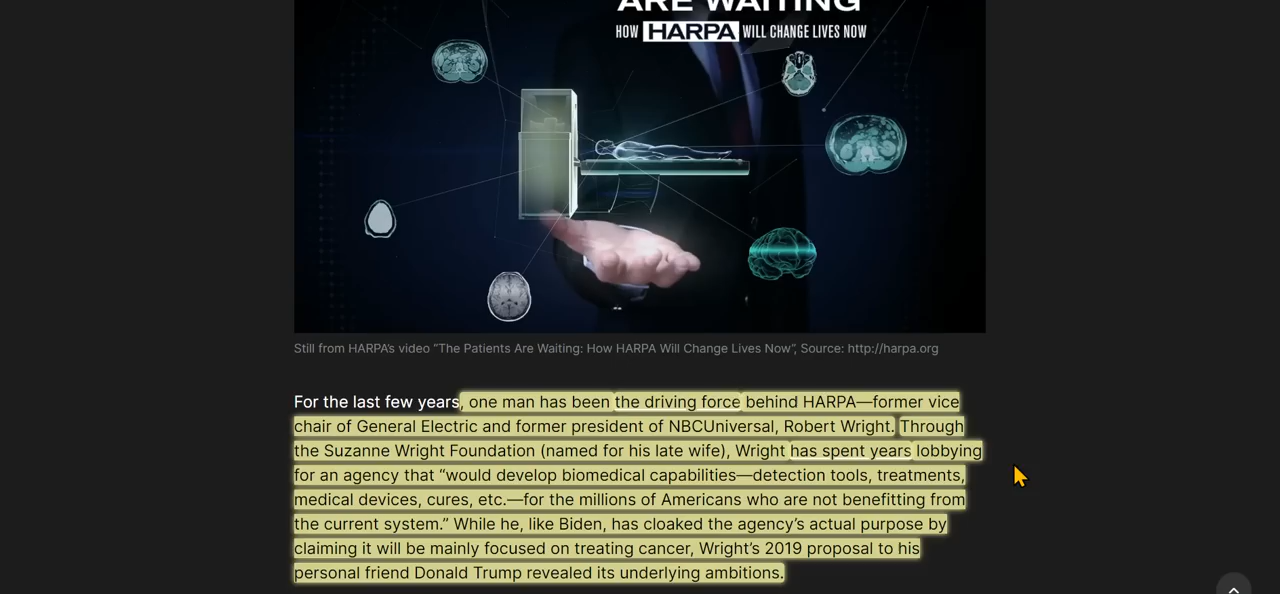 ARE WAITING
HOW HARPA WILL CHANGE LIVES NOW
Still from HARPA's video “The Patients Are Waiting: How HARPA Will Change Lives Now”, Source: http://harpa.org
For the last few years, one man has been the driving force behind HARPA—former vice
chair of General Electric and former president of NBCUniversal, Robert Wright. Through
the Suzanne Wright Foundation (named for his late wife), Wright has spent years lobbying
for an agency that “would develop biomedical capabilities—detection tools, treatments,
medical devices, cures, etc.—for the millions of Americans who are not benefitting from
the current system.” While he, like Biden, has cloaked the agency’s actual purpose by
claiming it will be mainly focused on treating cancer, Wright’s 2019 proposal to his
personal friend Donald Trump revealed its underlying ambitions.